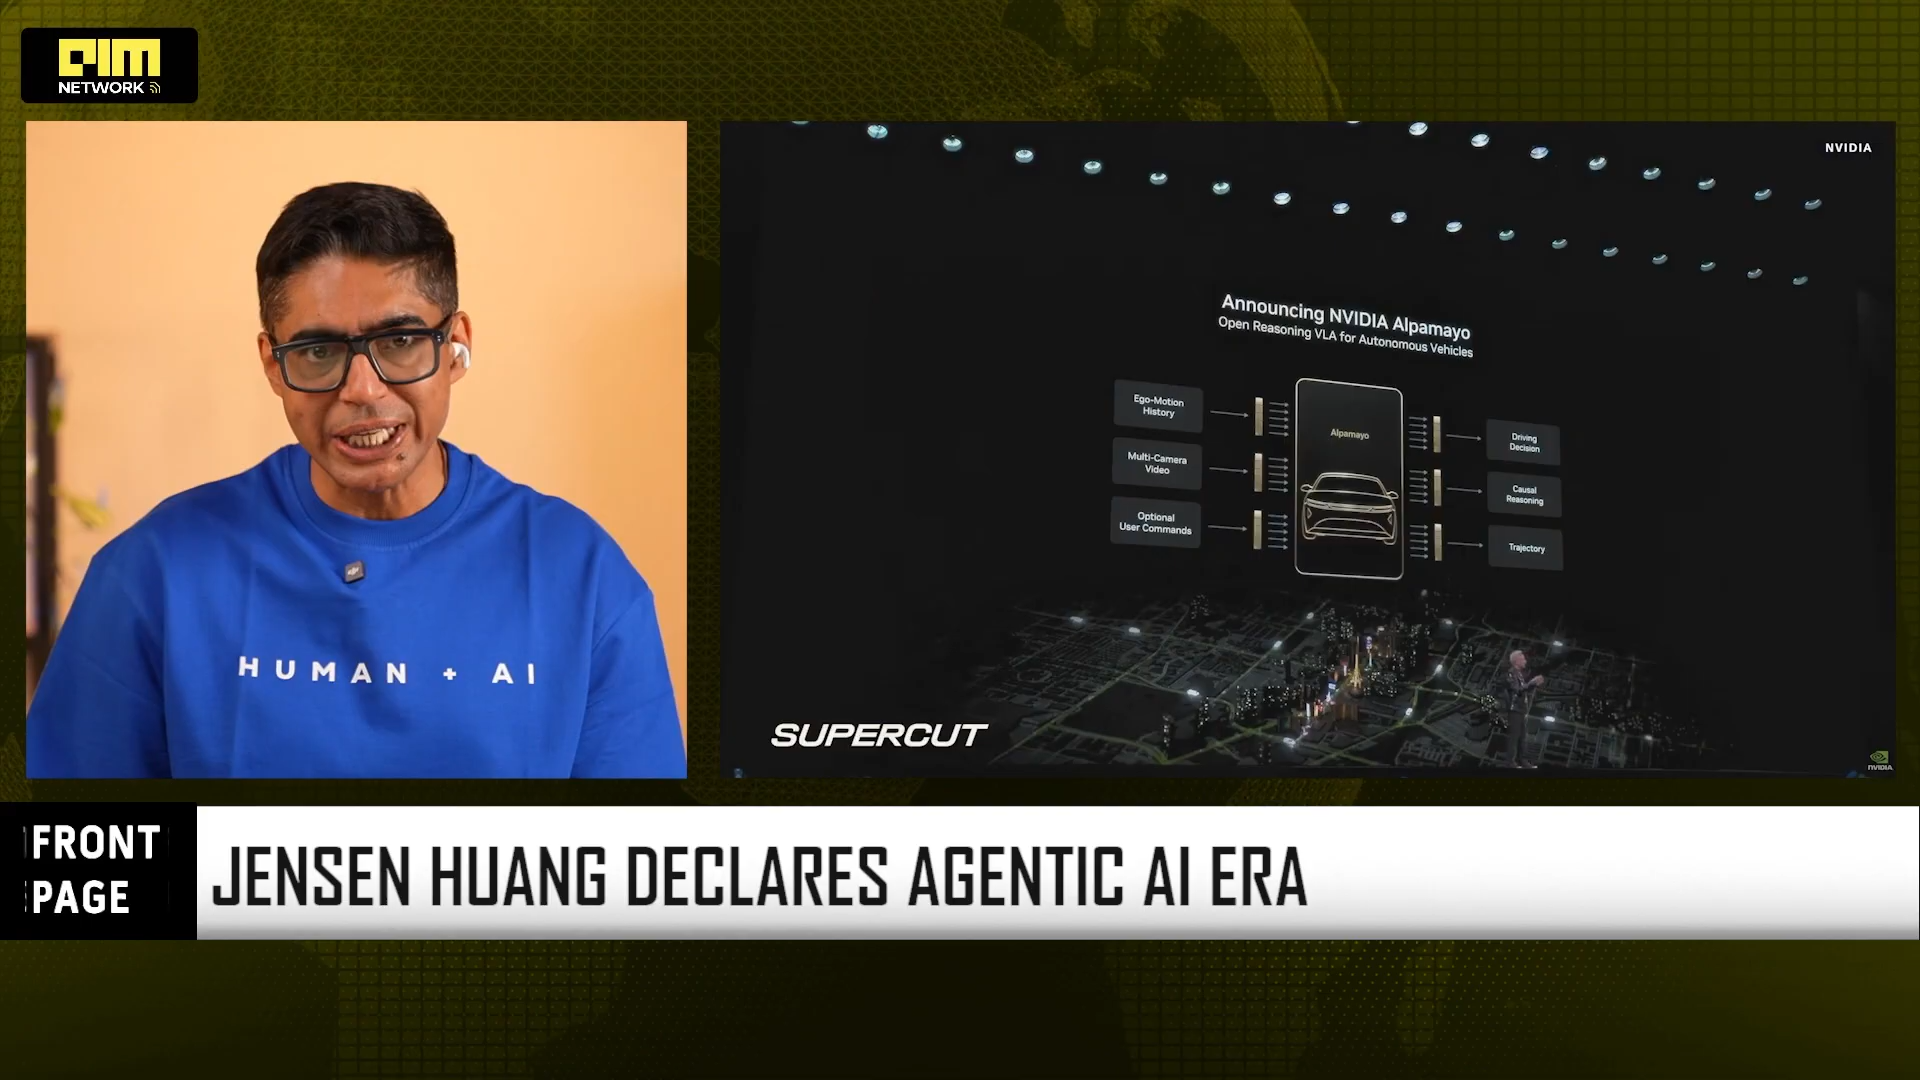 AIM
NETWORK
HUMAN + AI
NVIDIA
Announcing NVIDIA Alpamayo
Open Reasoning VLA for Autonomous Vehicles
Ego-Motion
History
Multi-Camera
Video
Optional
User Commands
Alpamayo
Driving
Decision
Causal
Reasoning
Trajectory
SUPERCUT
NVIDIA
FRONT
PAGE
JENSEN HUANG DECLARES AGENTIC AI ERA